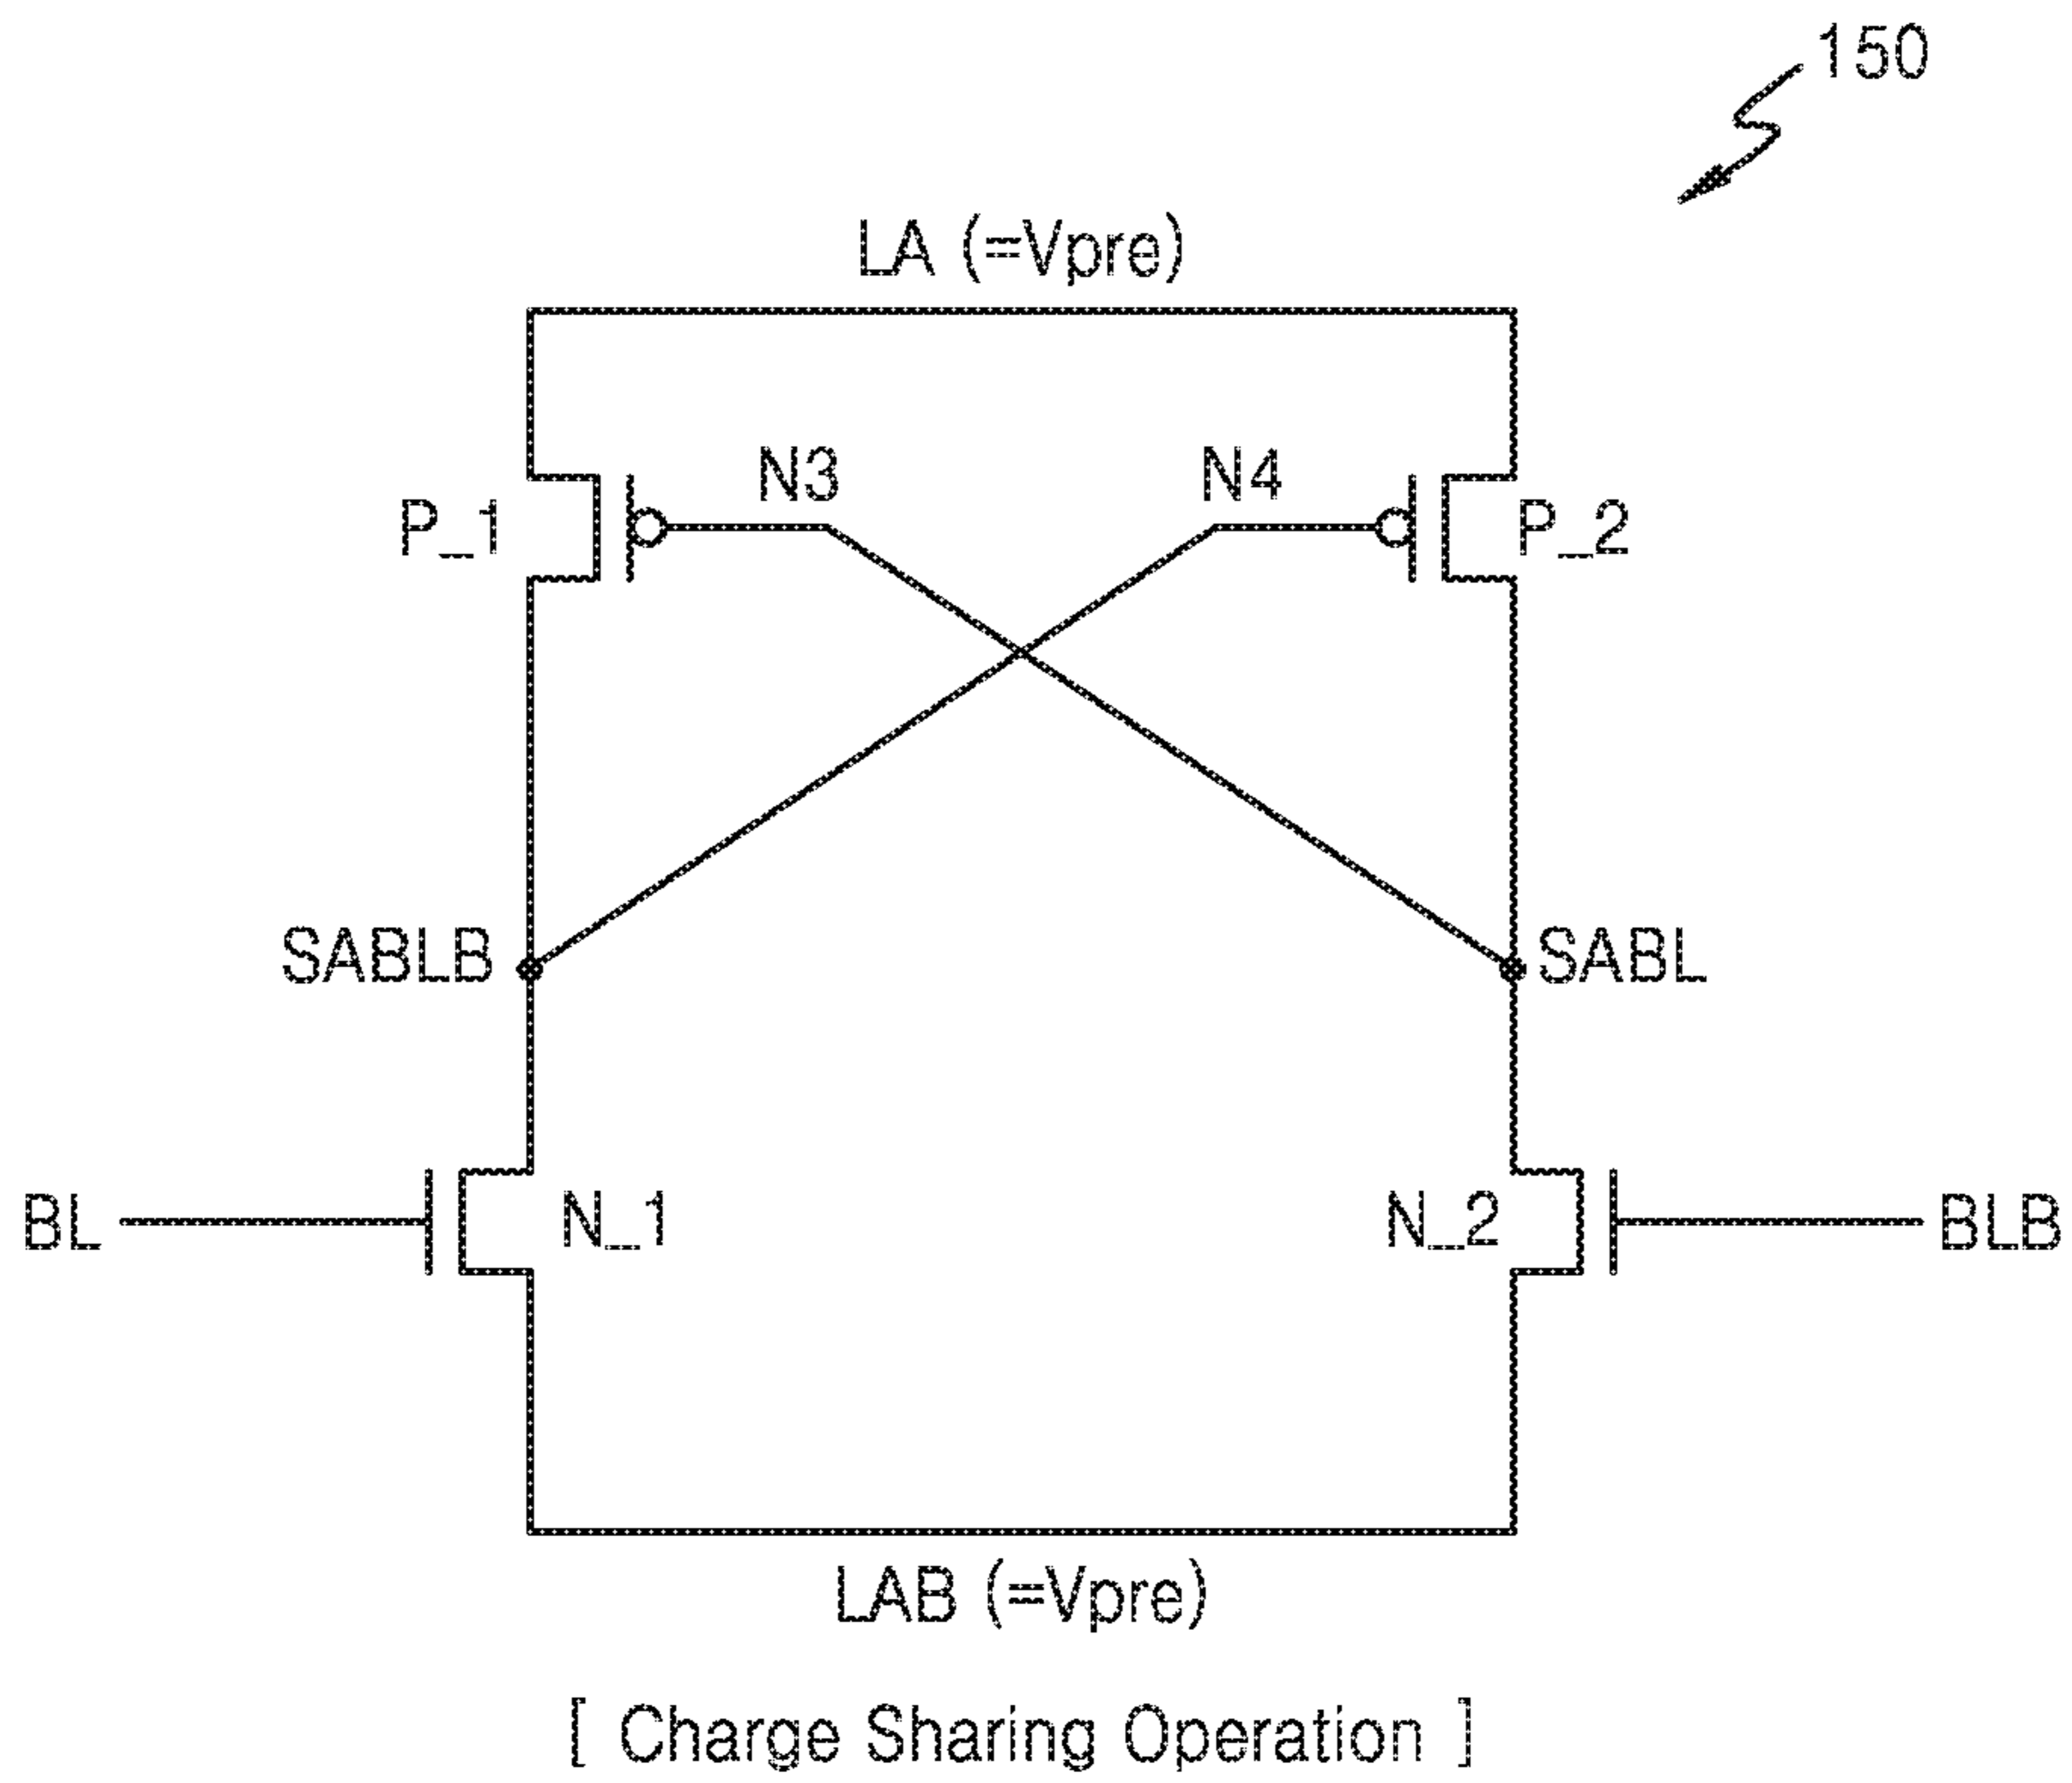 150
LA (=Vpre)
N3
N4
P_1
P_2
SABLB
SABL
BL
N_1
N_2
BLB
LAB (=Vpre)
[ Charge Sharing Operation ]